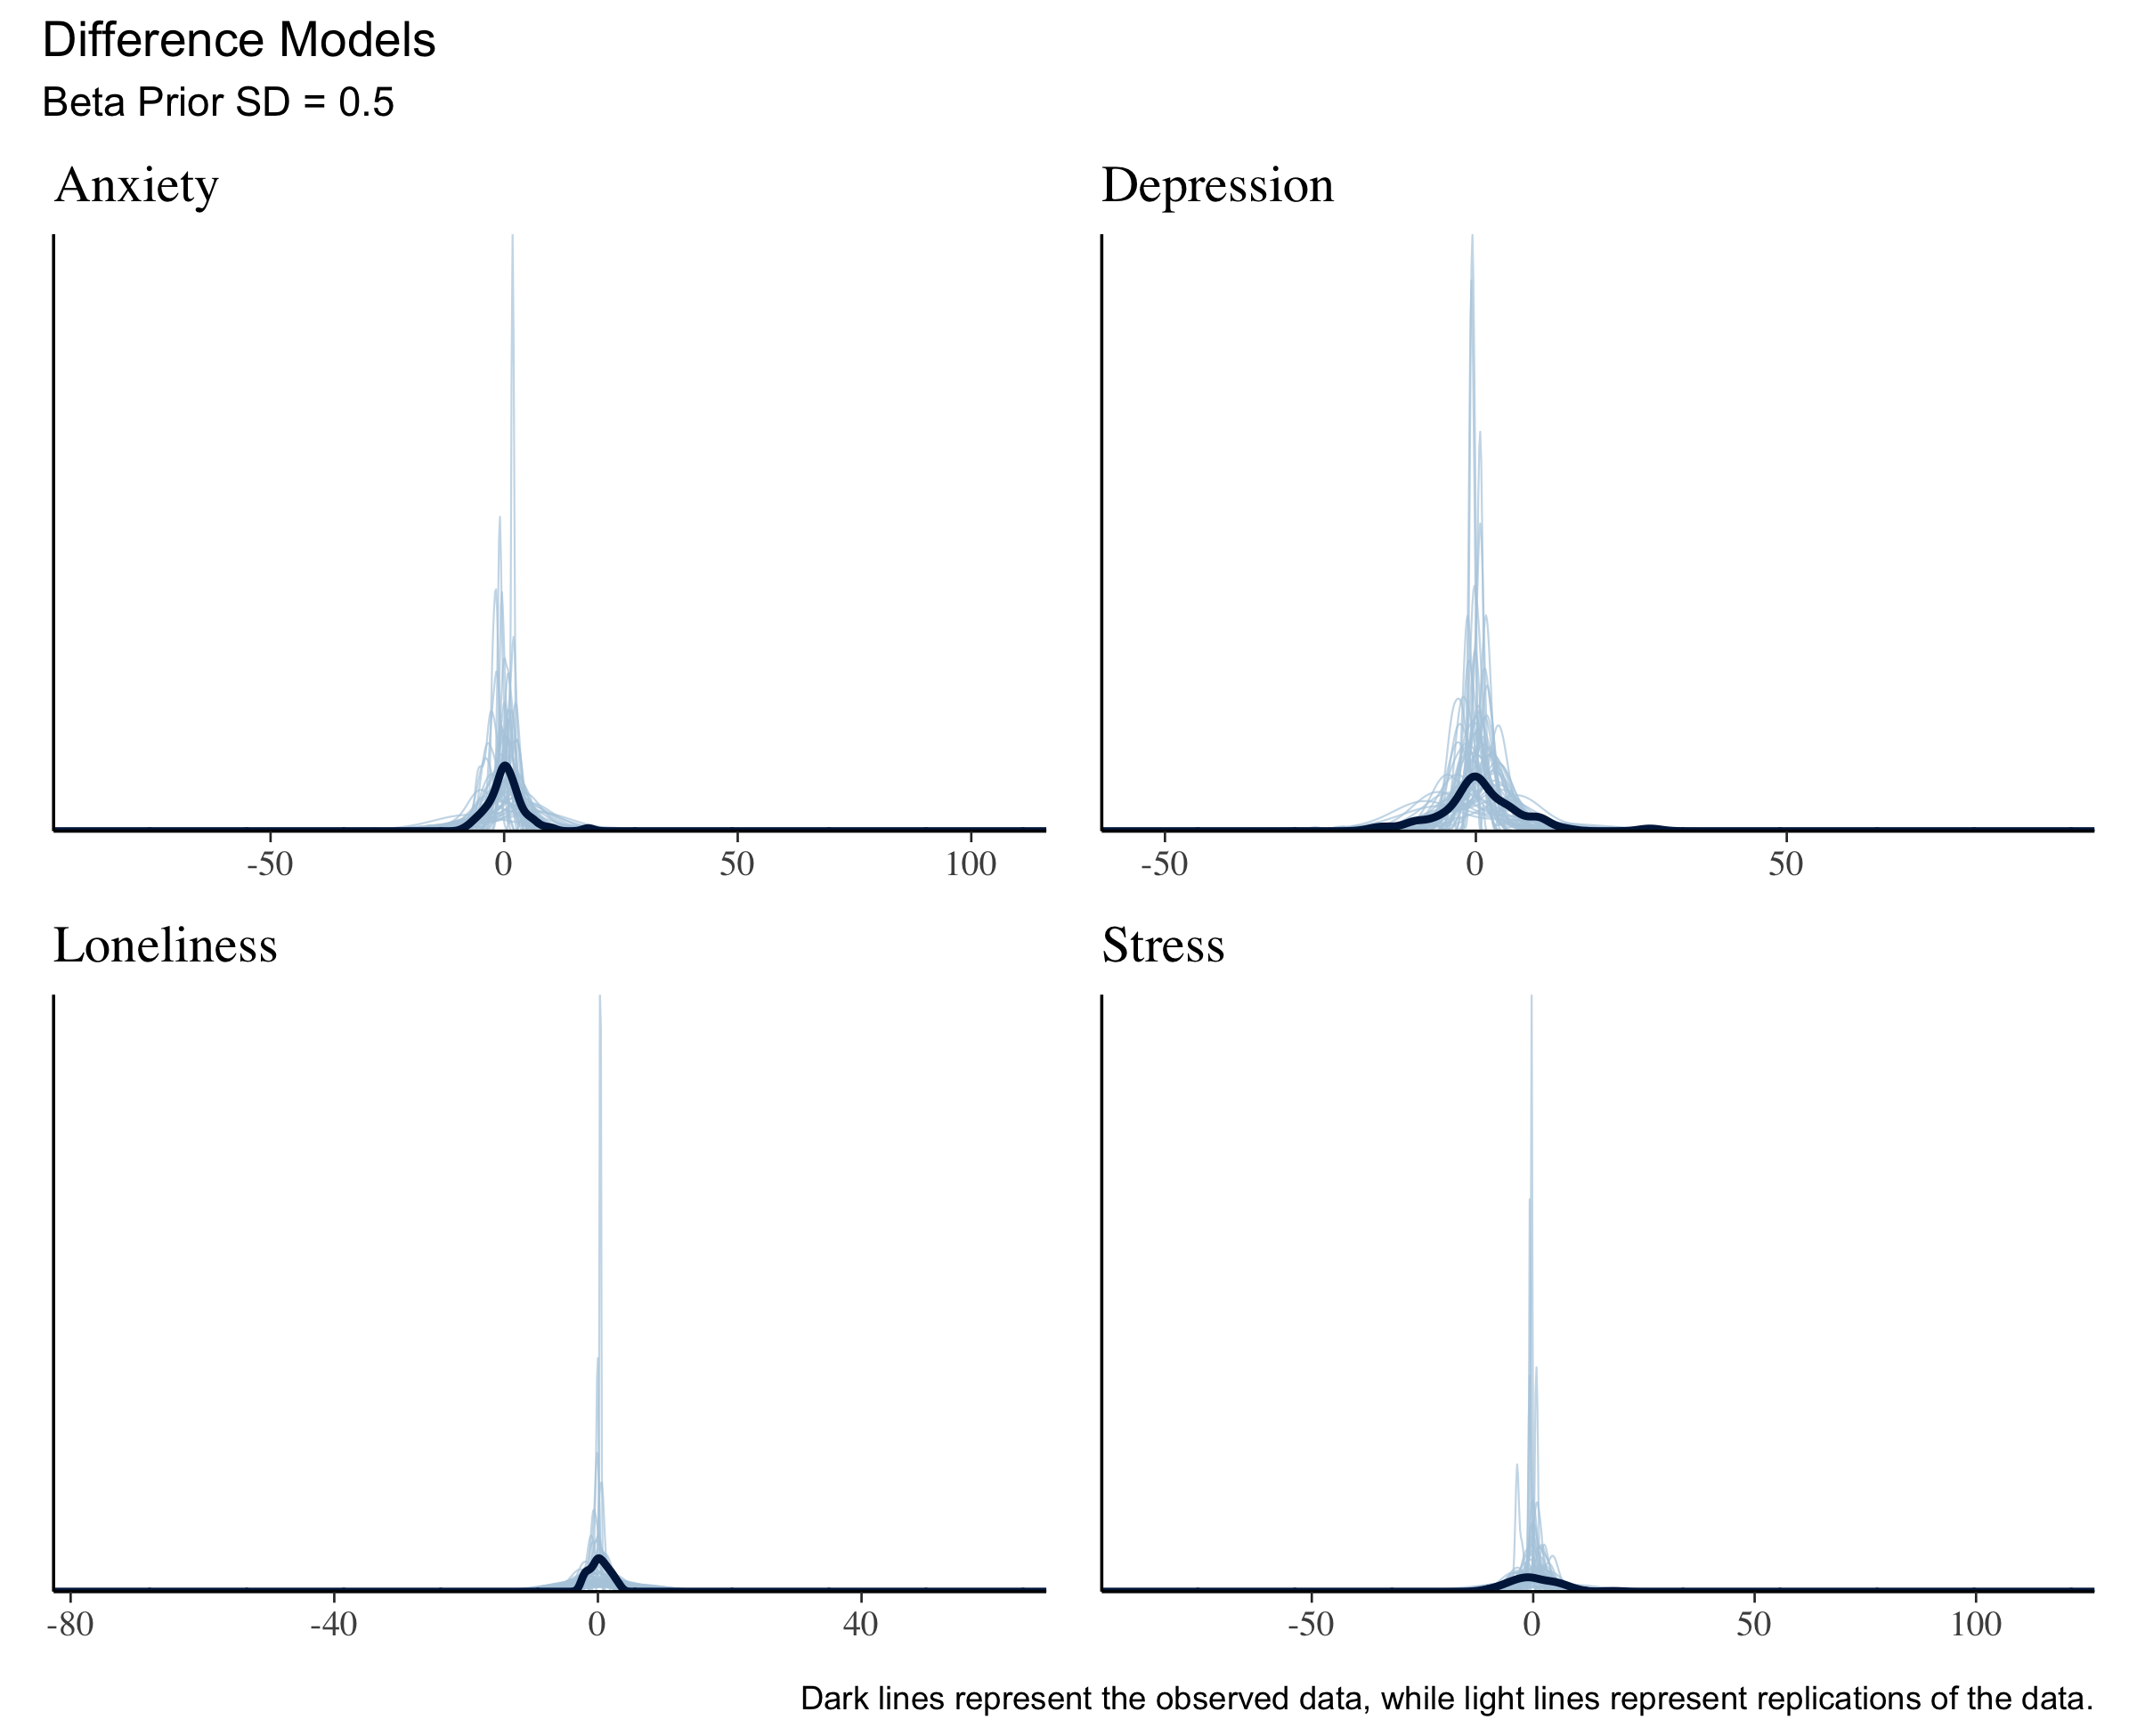 Difference Models
Beta Prior SD = 0.5
Anxiety
-50 0 50 100
Depression
-50 0 50
Loneliness
-80 -40 0 40
Stress
-50 0 50 100
Dark lines represent the observed data, while light lines represent replications of the data.